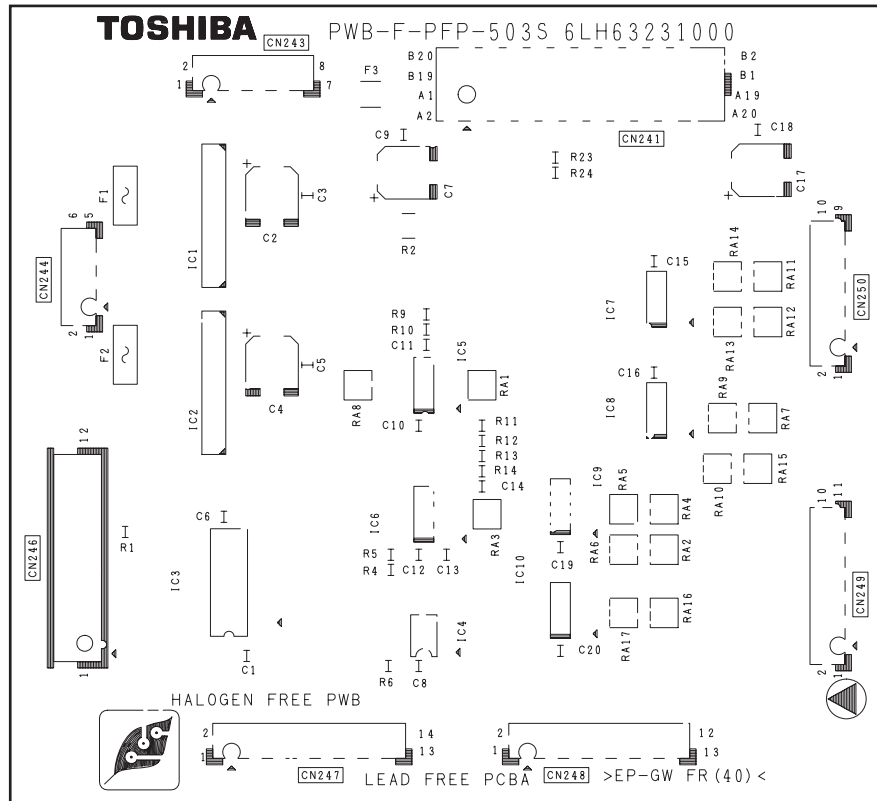 TOSHIBA PWB-F-PFP-503S 6LH63231000
CN243
2 8
1 7
F3
B20 B2
B19 B1
A1 A19
A2 A20
CN241
C9
C18
R23
R24
C7
C17
F1
C3
C2
IC1
R2
6 5
CN244
2 1
F2
C15
IC7
RA14
RA11
RA12
RA13
10 9
CN250
2 1
R9
R10
C11
IC5
C5
C4
IC2
RA8
RA1
C10
R11
R12
R13
R14
C14
C16
IC8
RA9
RA7
RA10
RA15
12
CN246
1
R1
C6
IC3
C1
IC6
RA3
R5
R4
C12
C13
IC4
R6
C8
IC9
RA5
RA4
RA6
RA2
C19
IC10
C20
RA17
RA16
10 11
CN249
2 1
HALOGEN FREE PWB
2 14
1 13
CN247
LEAD FREE PCBA
2 12
1 13
CN248
>EP-GW FR(40)<